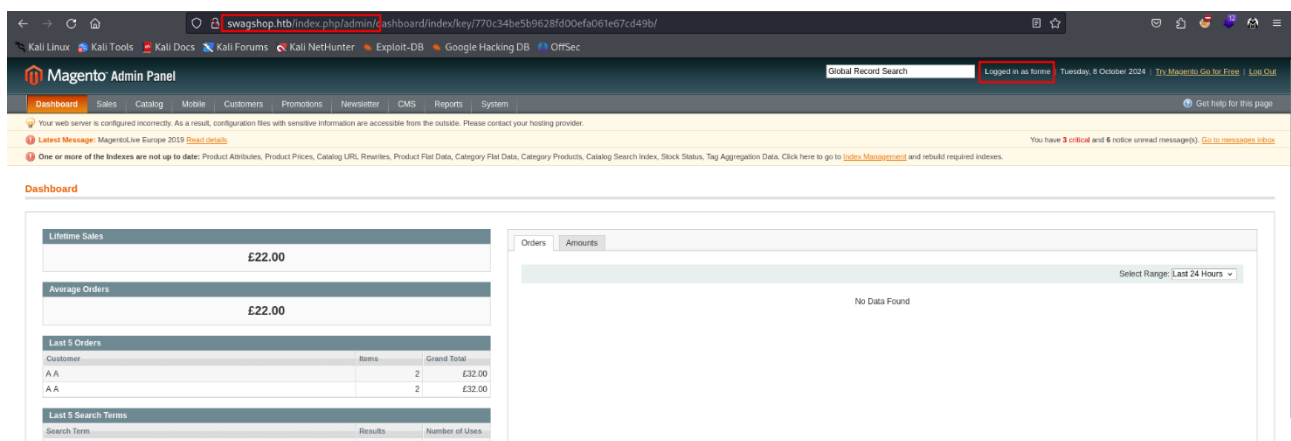 swagshop.htb/index.php/admin/dashboard/index/key/770c34be5b9628fd00efa061e67cd49b/
Kali Linux Kali Tools Kali Docs Kali Forums Kali NetHunter Exploit-DB Google Hacking DB OffSec
Magento Admin Panel Global Record Search Logged in as forme | Tuesday, 8 October 2024 | Try Magento Go for Free | Log Out
Dashboard Sales Catalog Mobile Customers Promotions Newsletter CMS Reports System Get help for this page
Your web server is configured incorrectly. As a result, configuration files with sensitive information are accessible from the outside. Please contact your hosting provider.
Latest Message: MagentoLive Europe 2019 Read details You have 3 critical and 6 notice unread message(s). Go to messages inbox
One or more of the Indexes are not up to date: Product Attributes, Product Prices, Catalog URL Rewrites, Product Flat Data, Category Flat Data, Category Products, Catalog Search Index, Stock Status, Tag Aggregation Data. Click here to go to Index Management and rebuild required indexes.
Dashboard
Lifetime Sales
£22.00
Average Orders
£22.00
Last 5 Orders
Customer Items Grand Total
A A 2 £32.00
A A 2 £32.00
Last 5 Search Terms
Search Term Results Number of Uses
Orders Amounts
Select Range: Last 24 Hours
No Data Found